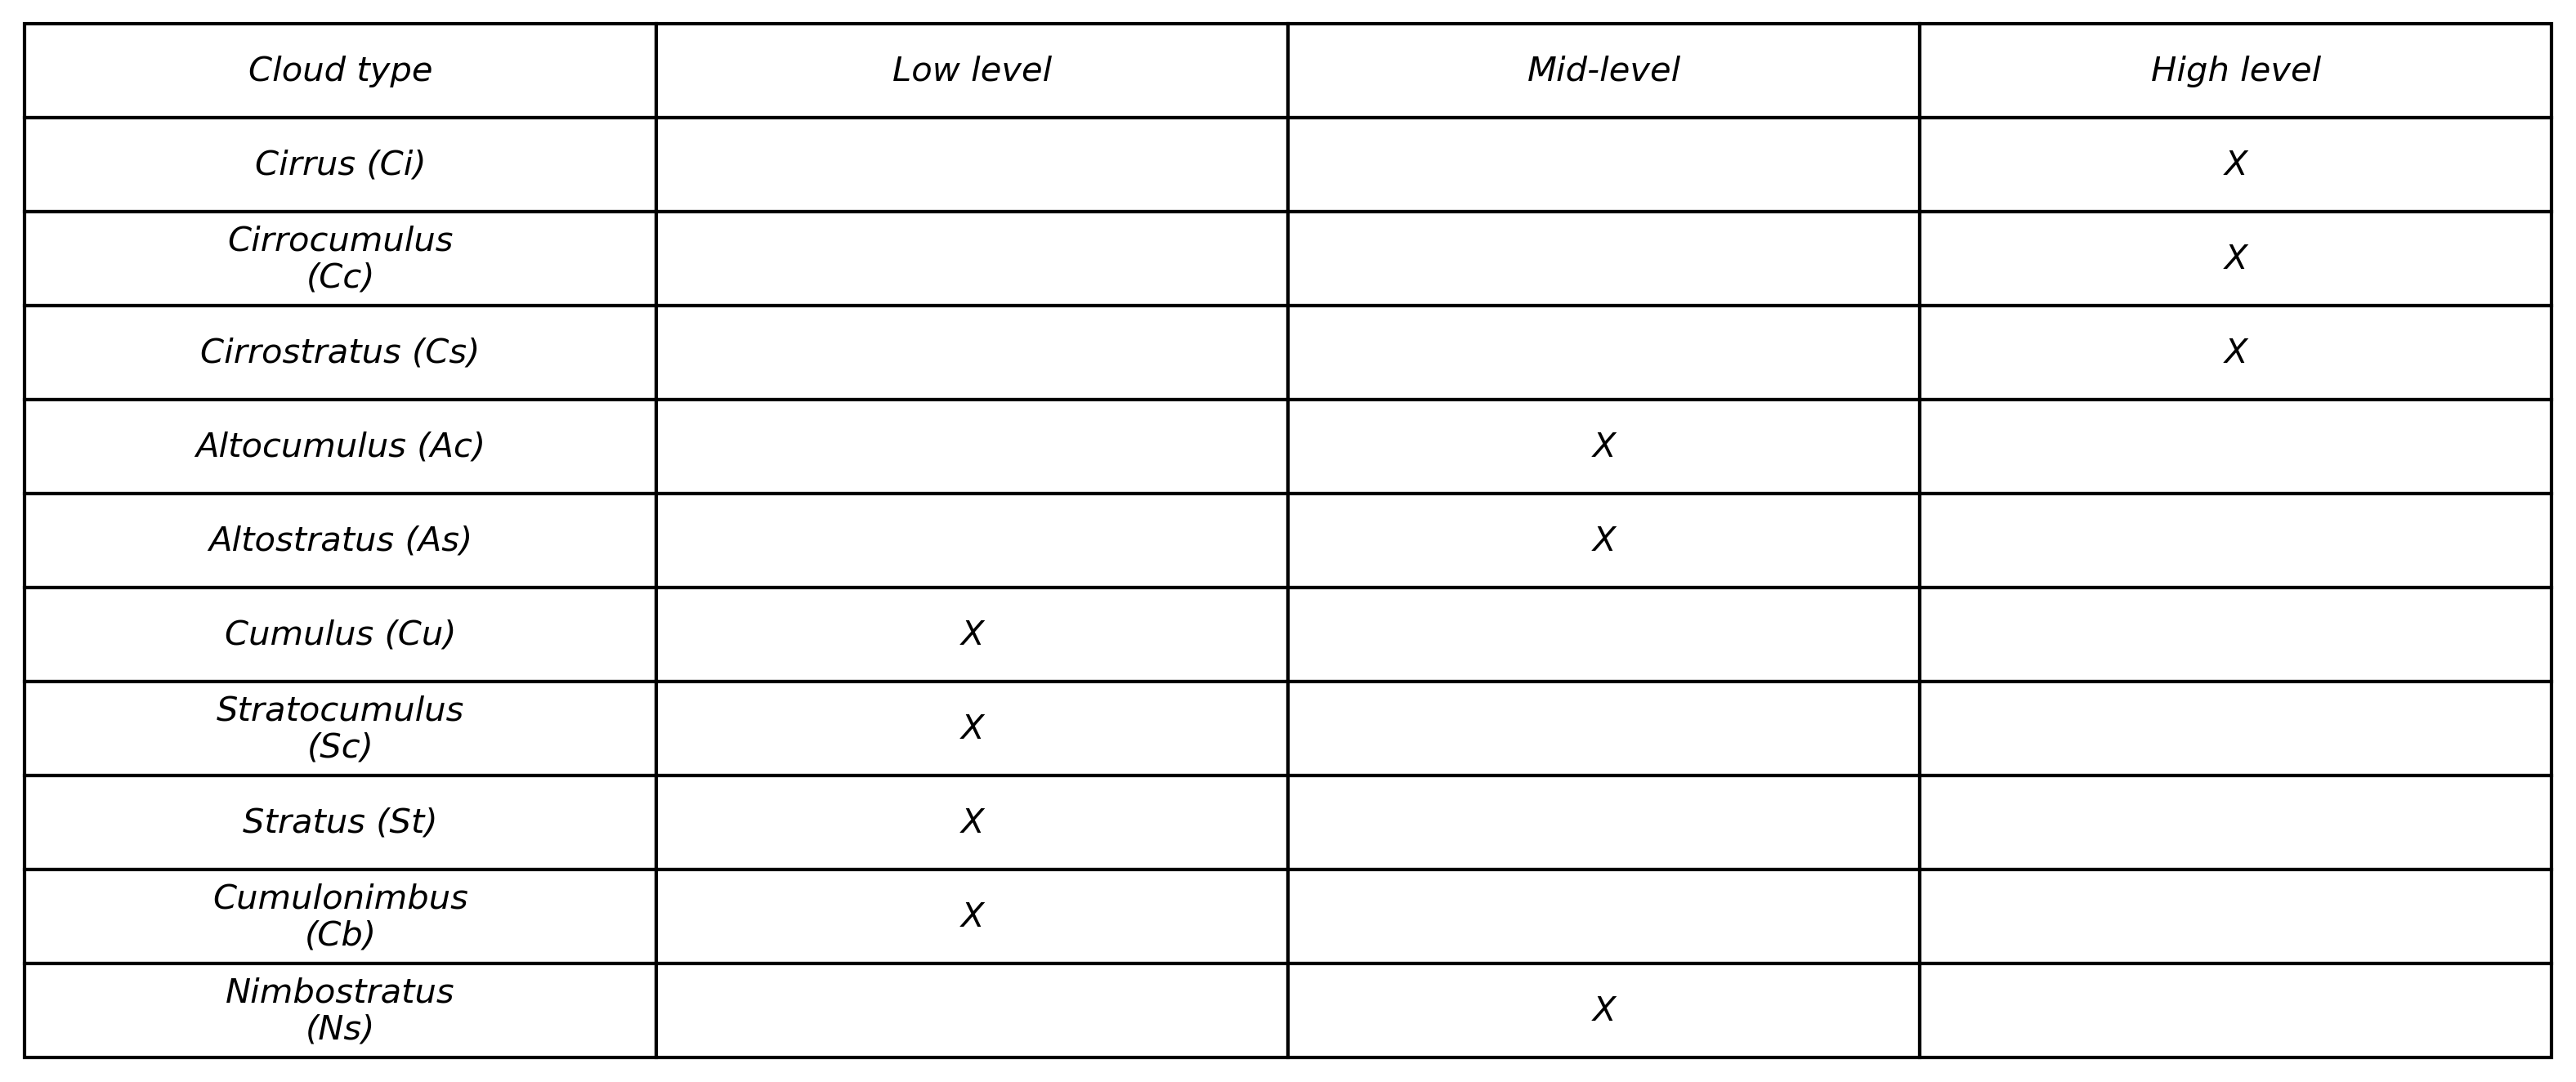 Cloud type Low level Mid-level High level
Cirrus (Ci) X
Cirrocumulus
(Cc) X
Cirrostratus (Cs) X
Altocumulus (Ac) X
Altostratus (As) X
Cumulus (Cu) X
Stratocumulus
(Sc) X
Stratus (St) X
Cumulonimbus
(Cb) X
Nimbostratus
(Ns) X